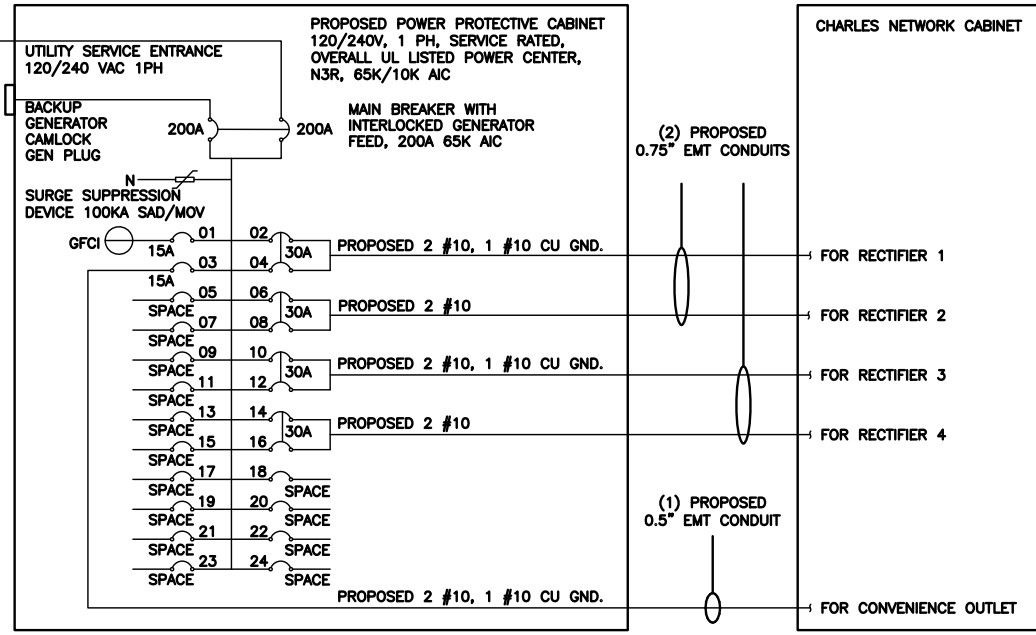 PROPOSED POWER PROTECTIVE CABINET
120/240V, 1 PH, SERVICE RATED,
OVERALL UL LISTED POWER CENTER,
N3R, 65K/10K AIC
CHARLES NETWORK CABINET
UTILITY SERVICE ENTRANCE
120/240 VAC 1PH
BACKUP
GENERATOR
CAMLOCK
GEN PLUG
200A
200A
MAIN BREAKER WITH
INTERLOCKED GENERATOR
FEED, 200A 65K AIC
(2) PROPOSED
0.75" EMT CONDUITS
N
SURGE SUPPRESSION
DEVICE 100KA SAD/MOV
GFCI
15A
01
02
30A
PROPOSED 2 #10, 1 #10 CU GND.
FOR RECTIFIER 1
15A
03
04
SPACE
05
06
30A
PROPOSED 2 #10
FOR RECTIFIER 2
SPACE
07
08
SPACE
09
10
30A
PROPOSED 2 #10, 1 #10 CU GND.
FOR RECTIFIER 3
SPACE
11
12
SPACE
13
14
30A
PROPOSED 2 #10
FOR RECTIFIER 4
SPACE
15
16
SPACE
17
18
SPACE
SPACE
19
20
SPACE
SPACE
21
22
SPACE
SPACE
23
24
SPACE
(1) PROPOSED
0.5" EMT CONDUIT
PROPOSED 2 #10, 1 #10 CU GND.
FOR CONVENIENCE OUTLET